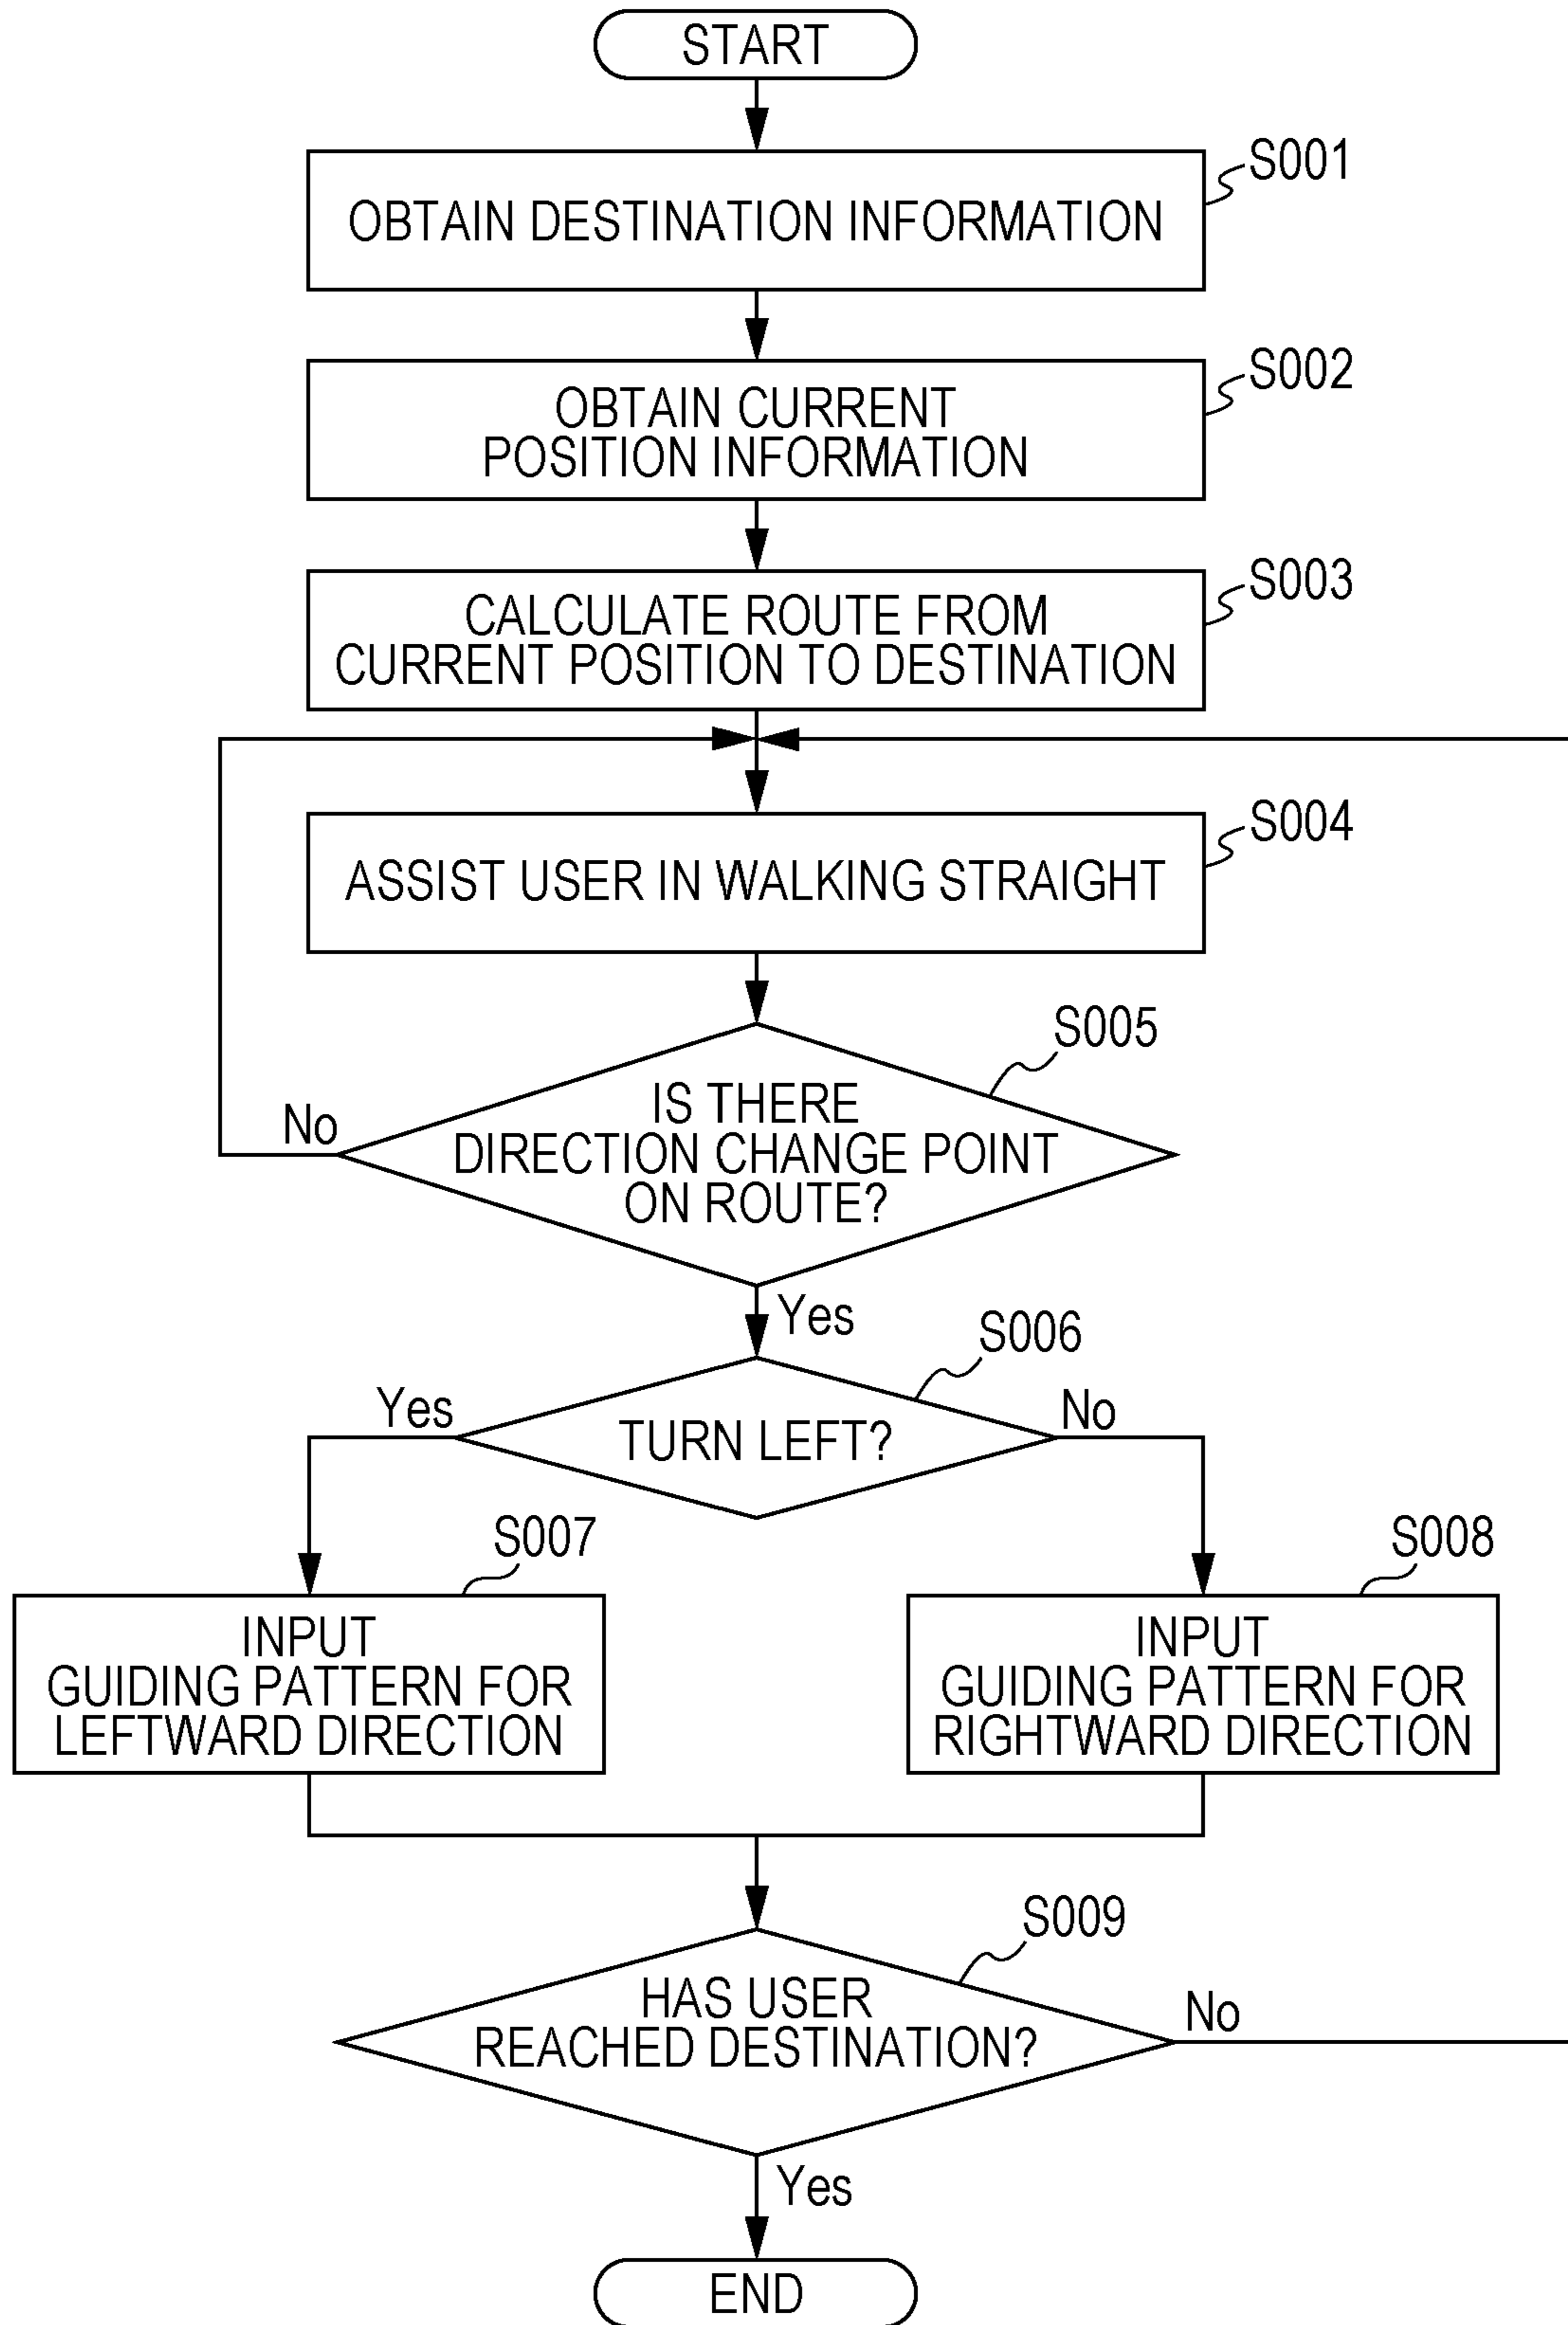 START
S001
OBTAIN DESTINATION INFORMATION
S002
OBTAIN CURRENT
POSITION INFORMATION
S003
CALCULATE ROUTE FROM
CURRENT POSITION TO DESTINATION
S004
ASSIST USER IN WALKING STRAIGHT
S005
IS THERE
DIRECTION CHANGE POINT
ON ROUTE?
No
Yes
S006
TURN LEFT?
Yes
No
S007
INPUT
GUIDING PATTERN FOR
LEFTWARD DIRECTION
S008
INPUT
GUIDING PATTERN FOR
RIGHTWARD DIRECTION
S009
HAS USER
REACHED DESTINATION?
No
Yes
END